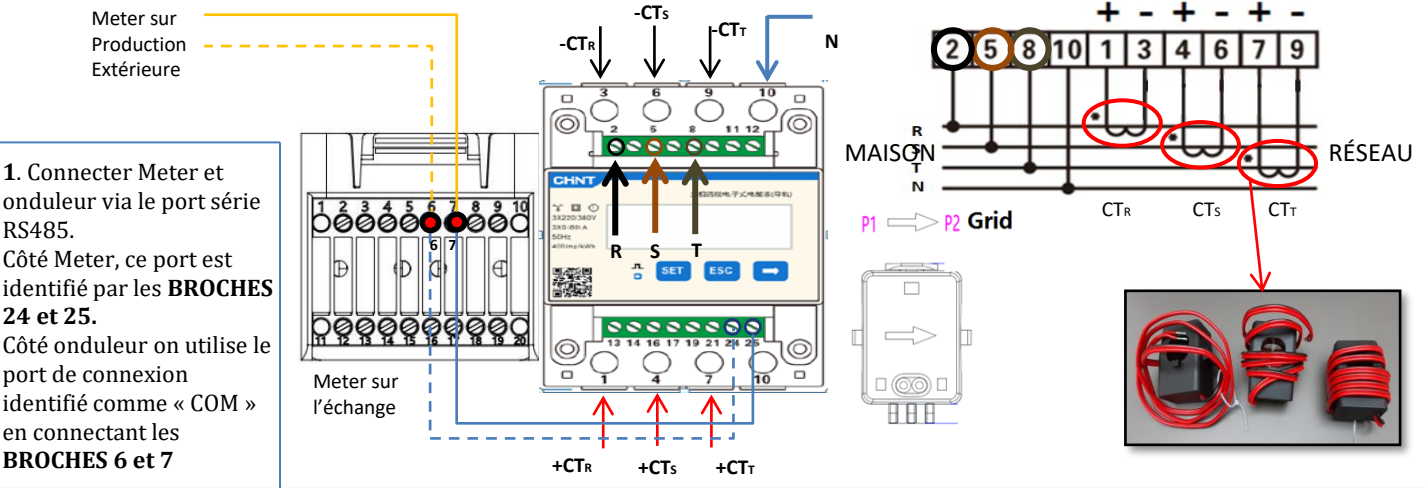 Meter sur
Production
Extérieure
1. Connecter Meter et
onduleur via le port série
RS485.
Côté Meter, ce port est
identifié par les BROCHES
24 et 25.
Côté onduleur on utilise le
port de connexion
identifié comme « COM »
en connectant les
BROCHES 6 et 7
1 2 3 4 5 6 7 8 9 10
6 7
11 12 13 14 15 16 17 18 19 20
Meter sur
l’échange
-CTR
-CTS
-CTT
N
3 6 9 10
2 5 8 11 12
CHNT
3X220/380V
50Hz
R S T
SET ESC
13 14 16 17 19 21 24 25
1 4 7 10
+CTR
+CTS
+CTT
+ - + - + -
2 5 8 10 1 3 4 6 7 9
R
S
T
N
MAISON
RÉSEAU
CTR
CTS
CTT
P1 P2 Grid